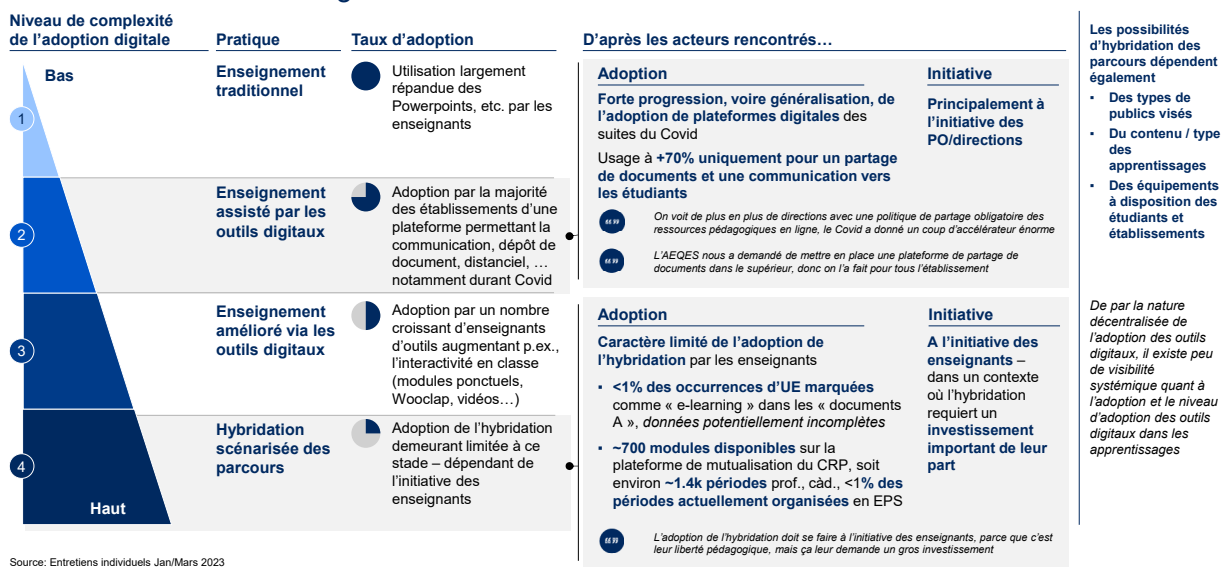 Niveau de complexité
de l'adoption digitale
Pratique
Taux d'adoption
D'après les acteurs rencontrés…
Bas
1
Enseignement
traditionnel
Utilisation largement
répandue des
Powerpoints, etc. par les
enseignants
2
Enseignement
assisté par les
outils digitaux
Adoption par la majorité
des établissements d'une
plateforme permettant la
communication, dépôt de
document, distanciel, …
notamment durant Covid
3
Enseignement
amélioré via les
outils digitaux
Adoption par un nombre
croissant d'enseignants
d'outils augmentant p.ex.,
l'interactivité en classe
(modules ponctuels,
Wooclap, vidéos…)
4
Haut
Hybridation
scénarisée des
parcours
Adoption de l'hybridation
demeurant limitée à ce
stade – dépendant de
l'initiative des
enseignants
Adoption
Forte progression, voire généralisation, de
l'adoption de plateformes digitales des
suites du Covid
Usage à +70% uniquement pour un partage
de documents et une communication vers
les étudiants
Initiative
Principalement à
l'initiative des
PO/directions
On voit de plus en plus de directions avec une politique de partage obligatoire des
ressources pédagogiques en ligne, le Covid a donné un coup d'accélérateur énorme
L'AEQES nous a demandé de mettre en place une plateforme de partage de
documents dans le supérieur, donc on l'a fait pour tous l'établissement
Adoption
Caractère limité de l'adoption de
l'hybridation par les enseignants
▪ <1% des occurrences d'UE marquées
comme « e-learning » dans les « documents
A », données potentiellement incomplètes
▪ ~700 modules disponibles sur la
plateforme de mutualisation du CRP, soit
environ ~1.4k périodes prof., càd., <1% des
périodes actuellement organisées en EPS
Initiative
A l'initiative des
enseignants –
dans un contexte
où l'hybridation
requiert un
investissement
important de leur
part
L'adoption de l'hybridation doit se faire à l'initiative des enseignants, parce que c'est
leur liberté pédagogique, mais ça leur demande un gros investissement
Les possibilités
d'hybridation des
parcours dépendent
également
▪ Des types de
publics visés
▪ Du contenu / type
des
apprentissages
▪ Des équipements
à disposition des
étudiants et
établissements
De par la nature
décentralisée de
l'adoption des outils
digitaux, il existe peu
de visibilité
systémique quant à
l'adoption et le niveau
d'adoption des outils
digitaux dans les
apprentissages
Source: Entretiens individuels Jan/Mars 2023